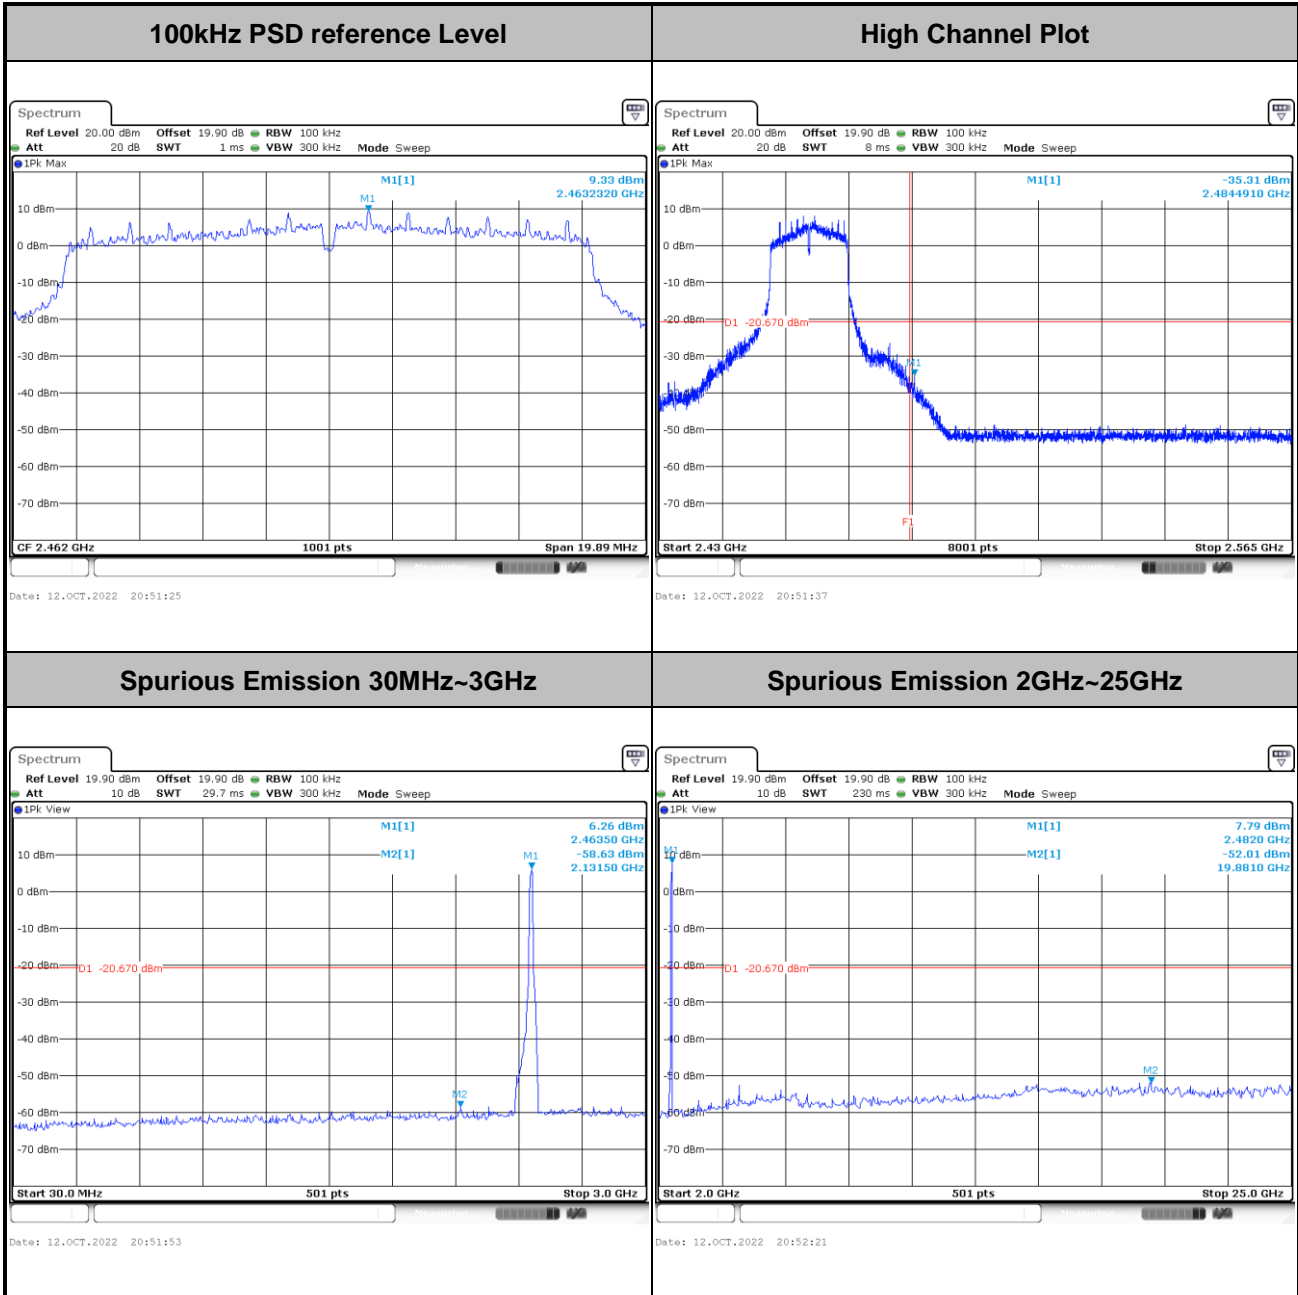 100kHz PSD reference Level
High Channel Plot
Spectrum
Ref Level 20.00 dBm Offset 19.90 dB RBW 100 kHz
Att 20 dB SWT 1 ms VBW 300 kHz Mode Sweep
1Pk Max
M1[1] 9.33 dBm
2.4632320 GHz
M1
10 dBm
0 dBm
-10 dBm
-20 dBm
-30 dBm
-40 dBm
-50 dBm
-60 dBm
-70 dBm
CF 2.462 GHz 1001 pts Span 19.89 MHz
Measuring
Date: 12.OCT.2022 20:51:25
Spectrum
Ref Level 20.00 dBm Offset 19.90 dB RBW 100 kHz
Att 20 dB SWT 8 ms VBW 300 kHz Mode Sweep
1Pk Max
M1[1] -35.31 dBm
2.4844910 GHz
10 dBm
0 dBm
-10 dBm
-20 dBm
D1 -20.670 dBm
-30 dBm
M1
-40 dBm
-50 dBm
-60 dBm
-70 dBm
F1
Start 2.43 GHz 8001 pts Stop 2.565 GHz
Measuring
Date: 12.OCT.2022 20:51:37
Spurious Emission 30MHz~3GHz
Spurious Emission 2GHz~25GHz
Spectrum
Ref Level 19.90 dBm Offset 19.90 dB RBW 100 kHz
Att 10 dB SWT 29.7 ms VBW 300 kHz Mode Sweep
1Pk View
M1[1] 6.26 dBm
2.46350 GHz
M2[1] -58.63 dBm
2.13150 GHz
M1
10 dBm
0 dBm
-10 dBm
-20 dBm
D1 -20.670 dBm
-30 dBm
-40 dBm
-50 dBm
M2
-60 dBm
-70 dBm
Start 30.0 MHz 501 pts Stop 3.0 GHz
Measuring
Date: 12.OCT.2022 20:51:53
Spectrum
Ref Level 19.90 dBm Offset 19.90 dB RBW 100 kHz
Att 10 dB SWT 230 ms VBW 300 kHz Mode Sweep
1Pk View
M1[1] 7.79 dBm
2.4820 GHz
M2[1] -52.01 dBm
19.8810 GHz
M1
10 dBm
0 dBm
-10 dBm
-20 dBm
D1 -20.670 dBm
-30 dBm
-40 dBm
-50 dBm
M2
-60 dBm
-70 dBm
Start 2.0 GHz 501 pts Stop 25.0 GHz
Measuring
Date: 12.OCT.2022 20:52:21